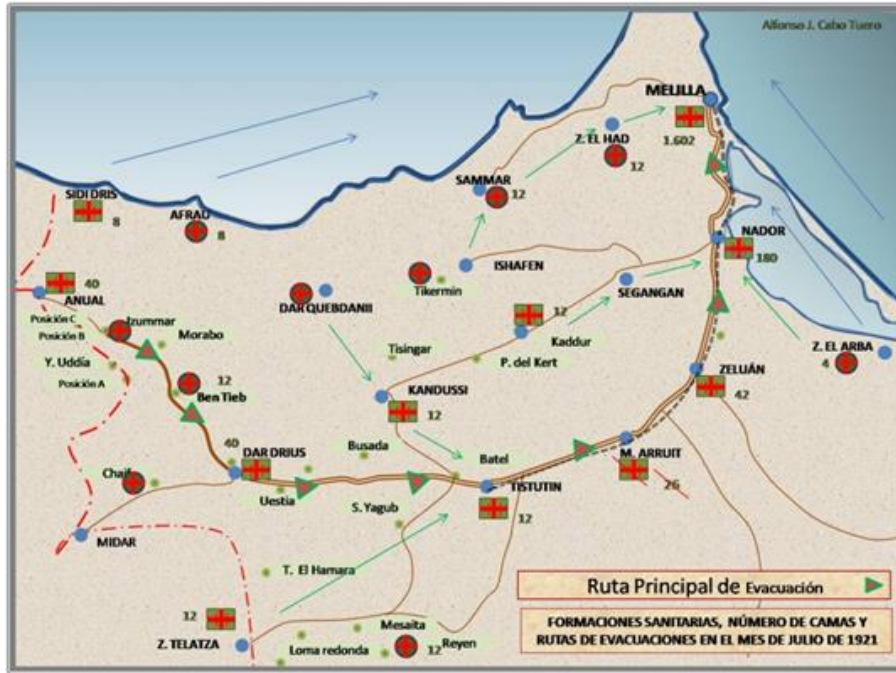 Alfonso J. Cabo Tuero
MELILLA
1.602
Z. EL HAD
12
SAMMAR
12
SIDI DRIS
8
AFRAU
8
NADOR
180
ISHAFEN
Tikermin
SEGANGAN
40
ANUAL
DAR QUEBDANII
12
Kaddur
P. del Kert
Posición C
Izummar
Posición B
Morabo
Tisingar
Y. Uddía
Posición A
Z. EL ARBA
4
ZELUÁN
42
12
Ben Tieb
KANDUSSI
12
40
DAR DRIUS
Busada
Batel
M. ARRUIT
26
Chaif
Uestia
TISTUTIN
12
S. Yagub
MIDAR
T. El Hamara
Ruta Principal de Evacuación
12
Z. TELATZA
Mesaita
12
Reyen
Loma redonda
FORMACIONES SANITARIAS, NÚMERO DE CAMAS Y
RUTAS DE EVACUACIONES EN EL MES DE JULIO DE 1921